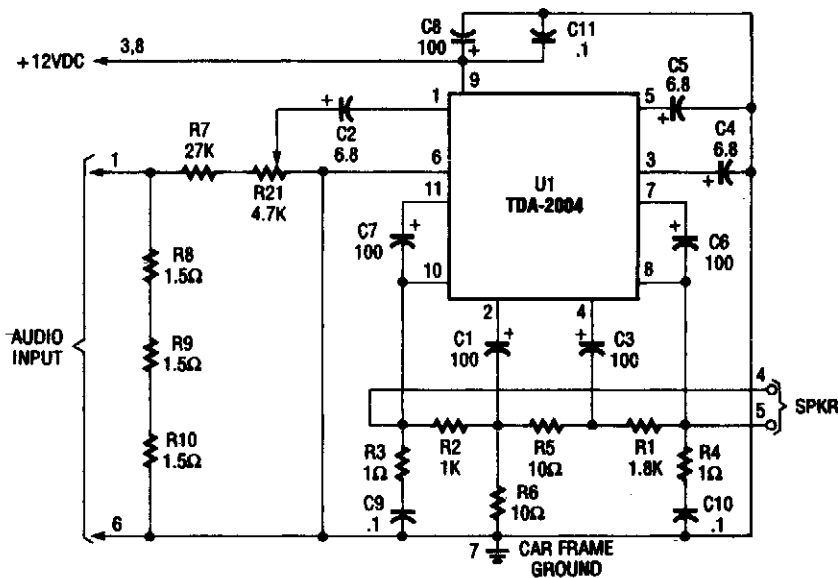 C8
100
+
C11
.1
+12VDC
3,8
9
C5
6.8
+
1
5
+
C2
6.8
C4
6.8
+
R7
27K
1
6
3
R21
4.7K
U1
TDA-2004
11
7
C7
100
+
+
C6
100
R8
1.5Ω
10
8
2
4
AUDIO
INPUT
R9
1.5Ω
C1
100
+
+
C3
100
4
5
SPKR
R10
1.5Ω
R3
1Ω
R2
1K
R5
10Ω
R1
1.8K
R4
1Ω
R6
10Ω
C9
.1
C10
.1
6
7
CAR FRAME
GROUND